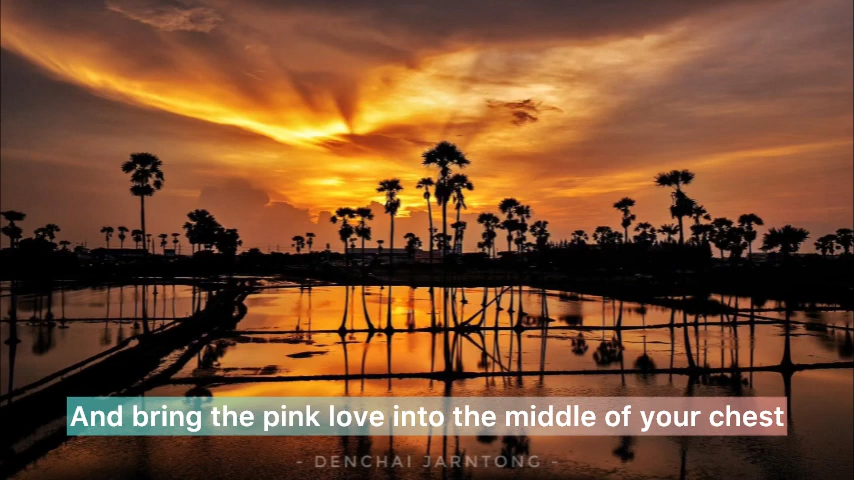 And bring the pink love into the middle of your chest
- DENCHAI JARNTONG -